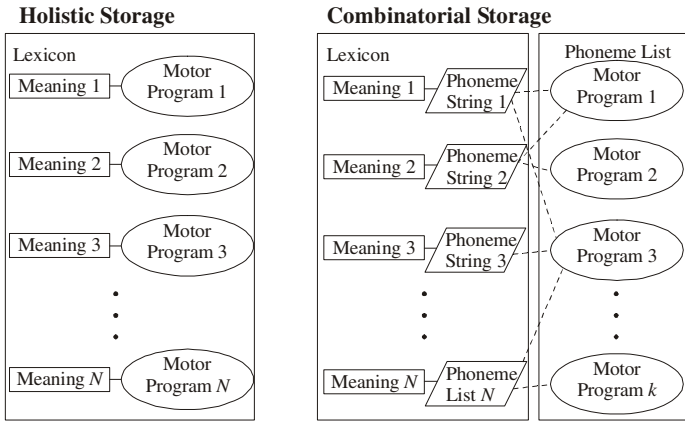 Holistic Storage
Lexicon
Meaning 1
Motor
Program 1
Meaning 2
Motor
Program 2
Meaning 3
Motor
Program 3
Meaning N
Motor
Program N
Combinatorial Storage
Lexicon
Phoneme List
Meaning 1
Phoneme
String 1
Motor
Program 1
Meaning 2
Phoneme
String 2
Motor
Program 2
Meaning 3
Phoneme
String 3
Motor
Program 3
Meaning N
Phoneme
List N
Motor
Program k